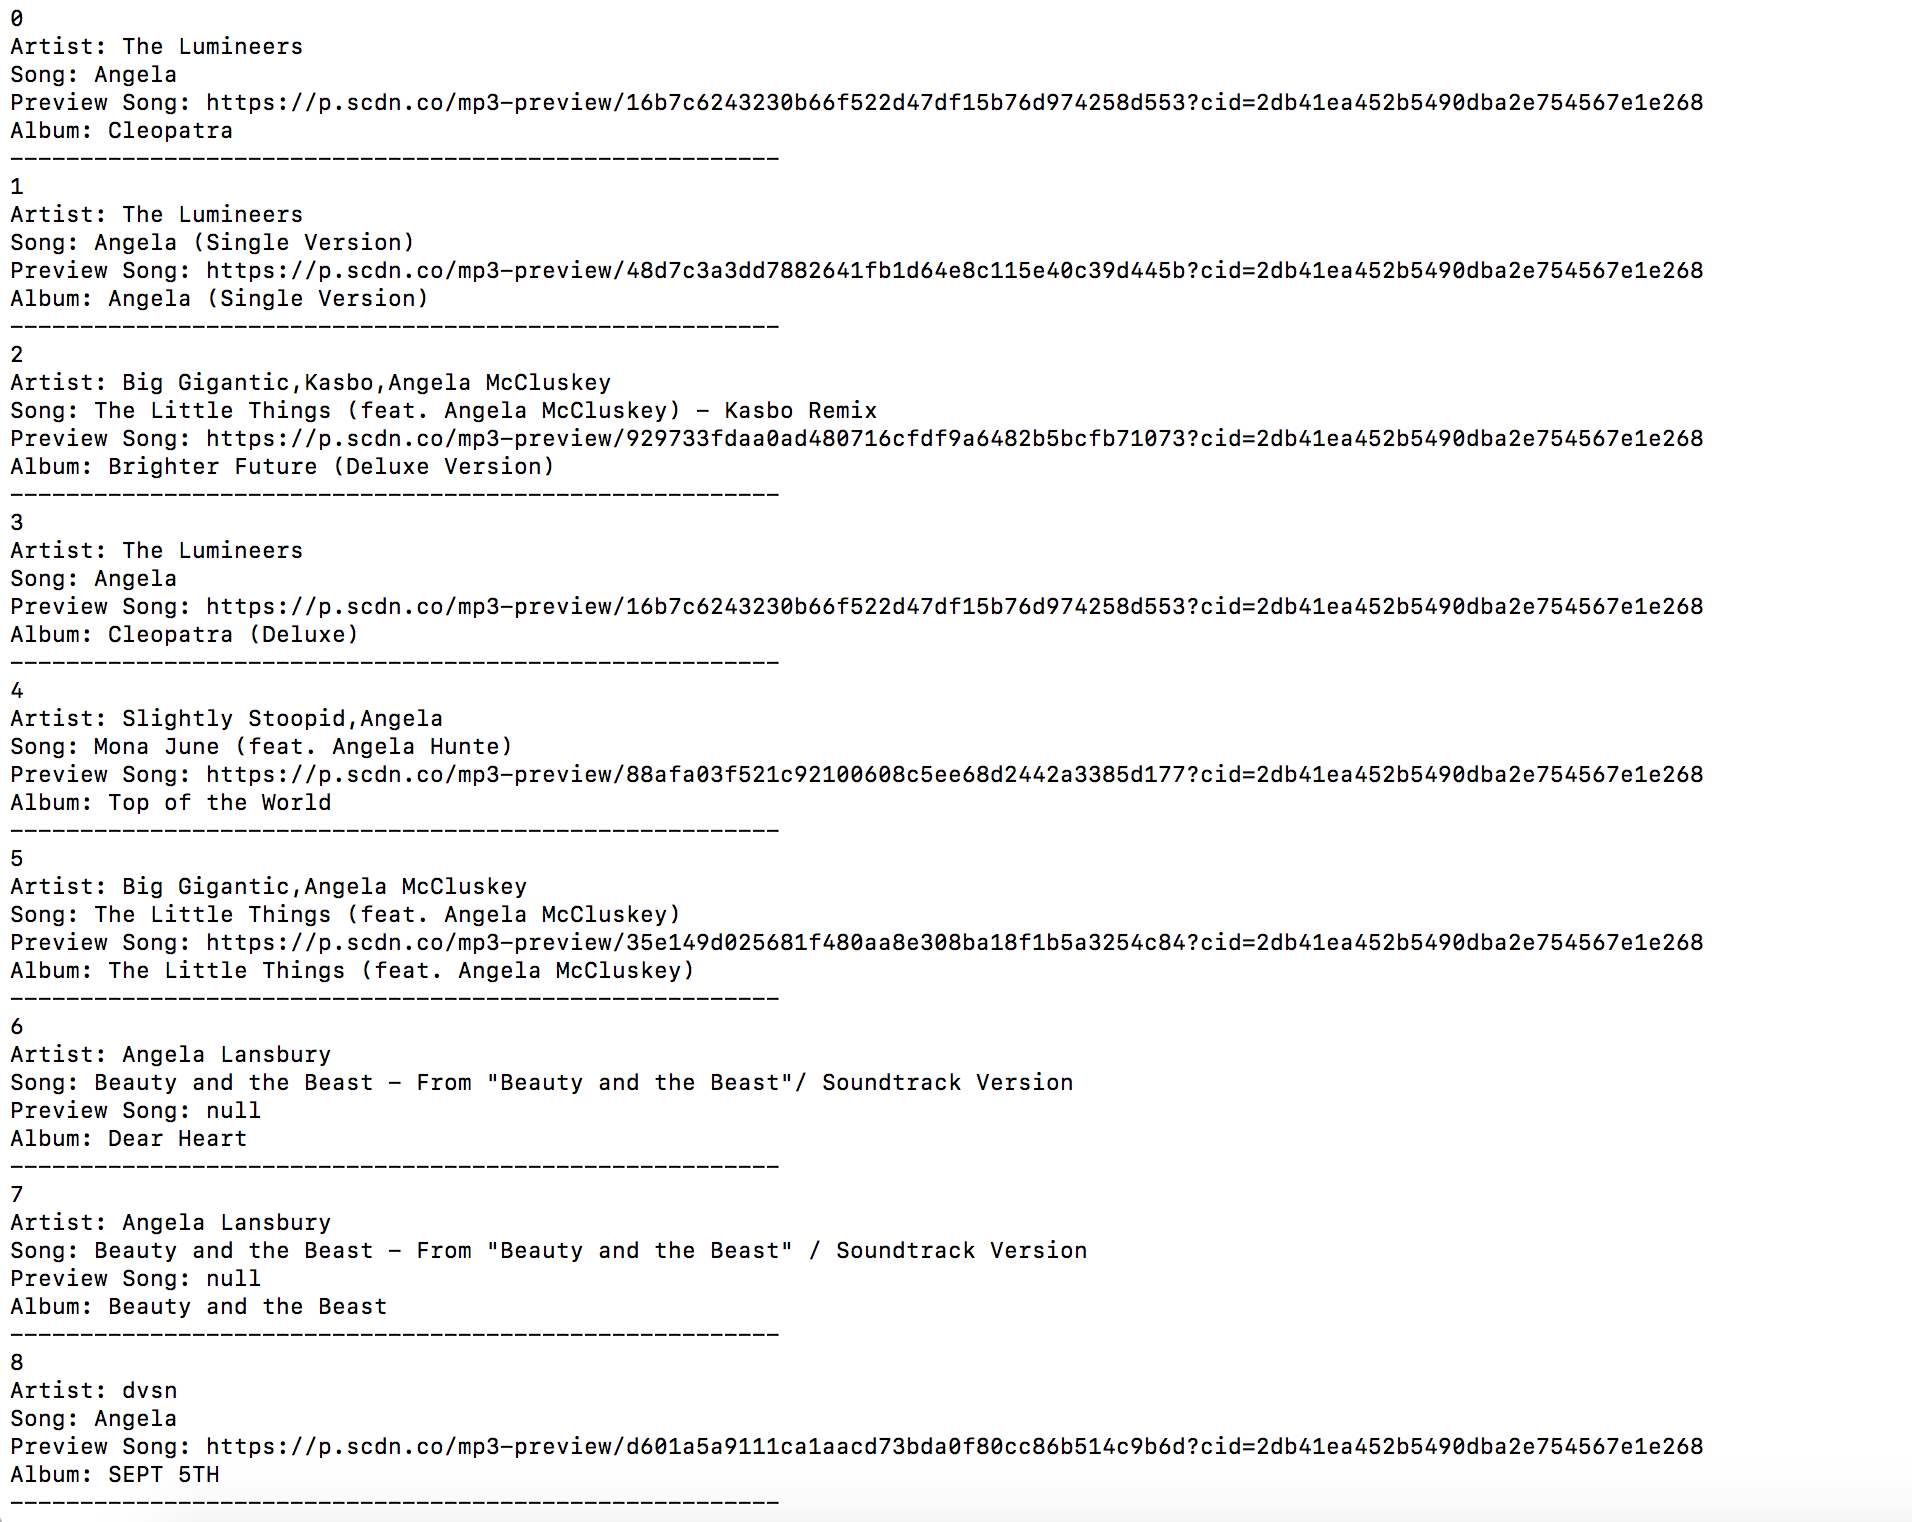 0
Artist: The Lumineers
Song: Angela
Preview Song: https://p.scdn.co/mp3-preview/16b7c6243230b66f522d47df15b76d974258d553?cid=2db41ea452b5490dba2e754567e1e268
Album: Cleopatra
-------------------------------------------------------
1
Artist: The Lumineers
Song: Angela (Single Version)
Preview Song: https://p.scdn.co/mp3-preview/48d7c3a3dd7882641fb1d64e8c115e40c39d445b?cid=2db41ea452b5490dba2e754567e1e268
Album: Angela (Single Version)
-------------------------------------------------------
2
Artist: Big Gigantic,Kasbo,Angela McCluskey
Song: The Little Things (feat. Angela McCluskey) - Kasbo Remix
Preview Song: https://p.scdn.co/mp3-preview/929733fdaa0ad480716cfdf9a6482b5bcfb71073?cid=2db41ea452b5490dba2e754567e1e268
Album: Brighter Future (Deluxe Version)
-------------------------------------------------------
3
Artist: The Lumineers
Song: Angela
Preview Song: https://p.scdn.co/mp3-preview/16b7c6243230b66f522d47df15b76d974258d553?cid=2db41ea452b5490dba2e754567e1e268
Album: Cleopatra (Deluxe)
-------------------------------------------------------
4
Artist: Slightly Stoopid,Angela
Song: Mona June (feat. Angela Hunte)
Preview Song: https://p.scdn.co/mp3-preview/88afa03f521c92100608c5ee68d2442a3385d177?cid=2db41ea452b5490dba2e754567e1e268
Album: Top of the World
-------------------------------------------------------
5
Artist: Big Gigantic,Angela McCluskey
Song: The Little Things (feat. Angela McCluskey)
Preview Song: https://p.scdn.co/mp3-preview/35e149d025681f480aa8e308ba18f1b5a3254c84?cid=2db41ea452b5490dba2e754567e1e268
Album: The Little Things (feat. Angela McCluskey)
-------------------------------------------------------
6
Artist: Angela Lansbury
Song: Beauty and the Beast - From "Beauty and the Beast"/ Soundtrack Version
Preview Song: null
Album: Dear Heart
-------------------------------------------------------
7
Artist: Angela Lansbury
Song: Beauty and the Beast - From "Beauty and the Beast" / Soundtrack Version
Preview Song: null
Album: Beauty and the Beast
-------------------------------------------------------
8
Artist: dvsn
Song: Angela
Preview Song: https://p.scdn.co/mp3-preview/d601a5a9111ca1aacd73bda0f80cc86b514c9b6d?cid=2db41ea452b5490dba2e754567e1e268
Album: SEPT 5TH
-------------------------------------------------------